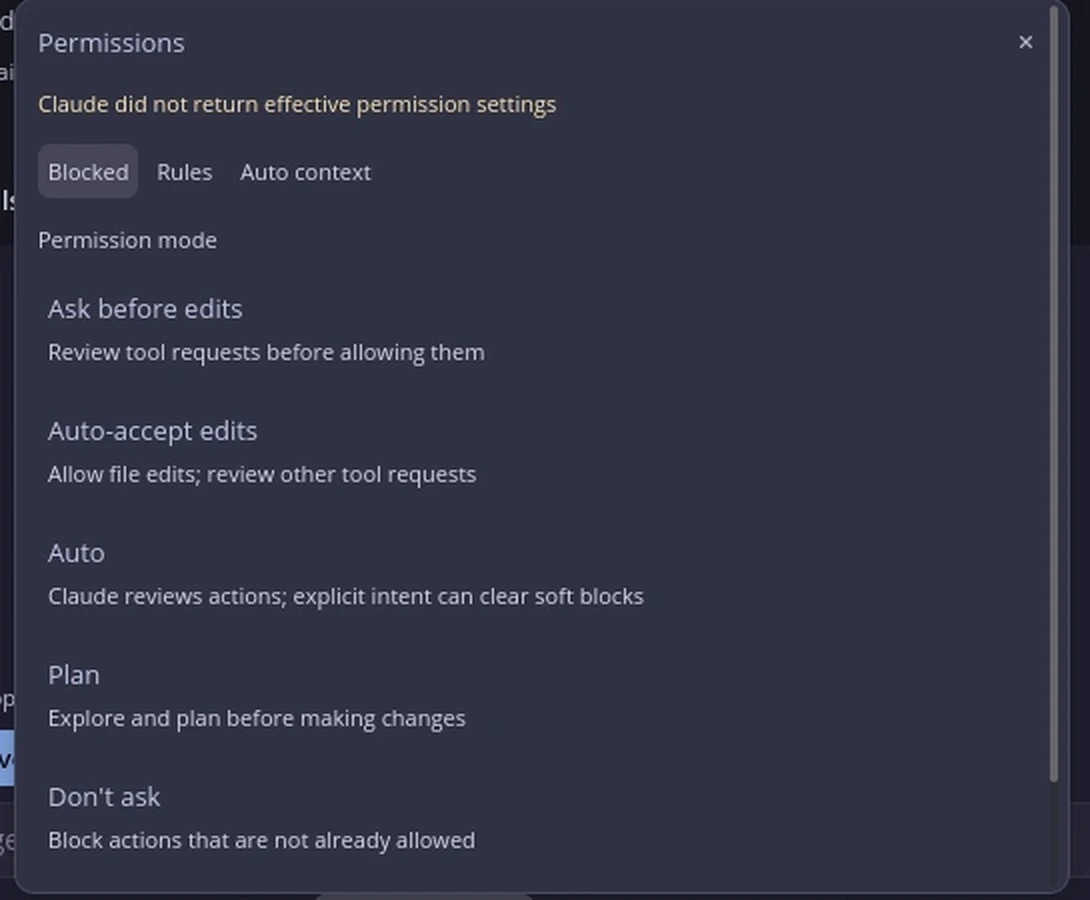 Permissions
×
Claude did not return effective permission settings
Blocked Rules Auto context
Permission mode
Ask before edits
Review tool requests before allowing them
Auto-accept edits
Allow file edits; review other tool requests
Auto
Claude reviews actions; explicit intent can clear soft blocks
Plan
Explore and plan before making changes
Don't ask
Block actions that are not already allowed